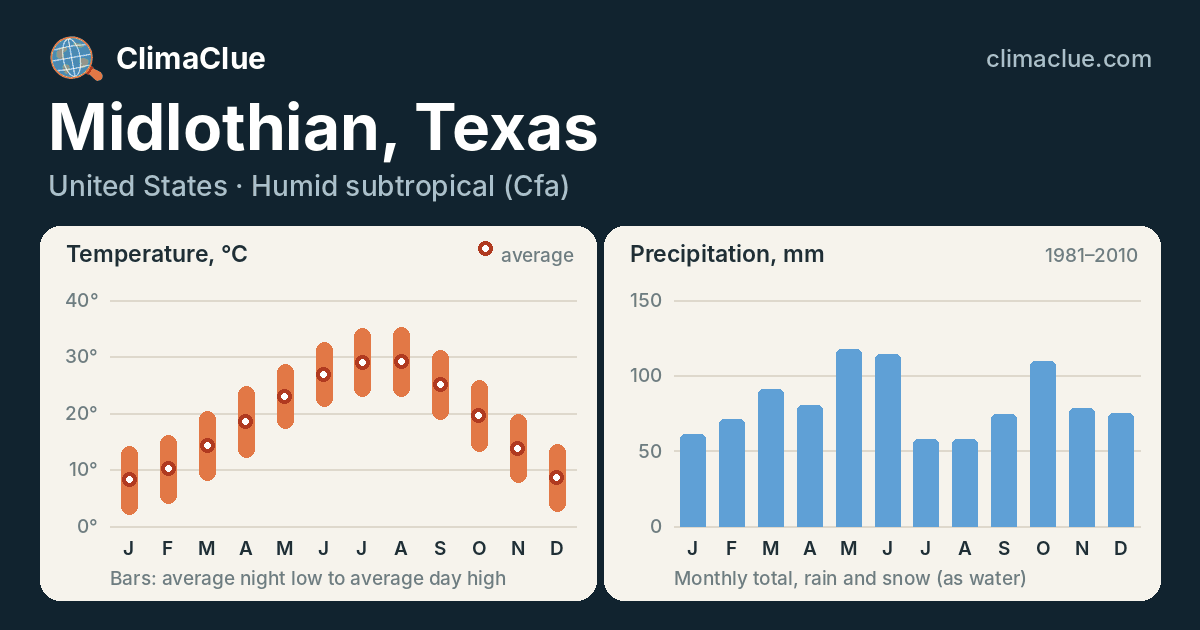 ClimaClue
climaclue.com
Midlothian, Texas
United States · Humid subtropical (Cfa)
Temperature, °C
average
40°
30°
20°
10°
0°
J F M A M J J A S O N D
Bars: average night low to average day high
Precipitation, mm
1981–2010
150
100
50
0
J F M A M J J A S O N D
Monthly total, rain and snow (as water)